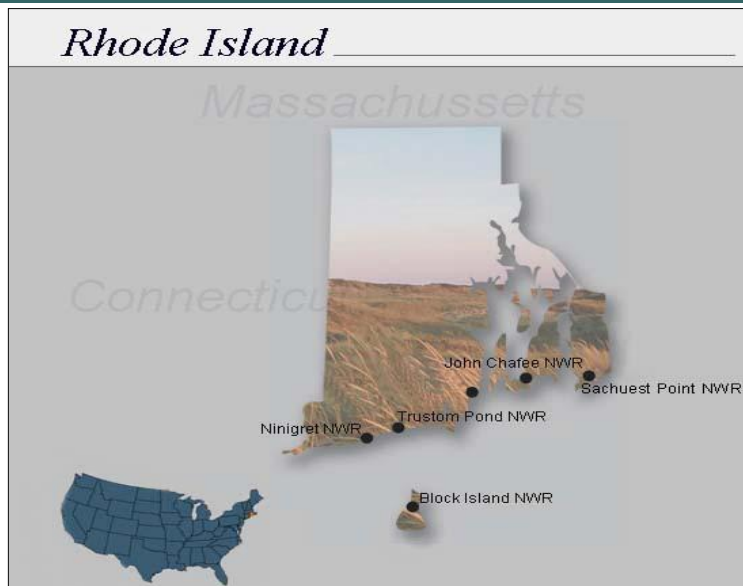 Rhode Island
Massachussetts
Connecticu
John Chafee NWR
Sachuest Point NWR
Trustom Pond NWR
Ninigret NWR
Block Island NWR